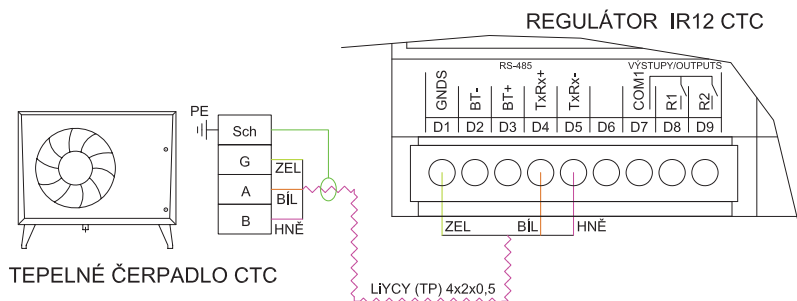 REGULÁTOR IR12 CTC
RS-485
VÝSTUPY/OUTPUTS
GNDS BT- BT+ TxRx+ TxRx- COM1 R1 R2
D1 D2 D3 D4 D5 D6 D7 D8 D9
PE
Sch
G
ZEL
A
BÍL
B
HNĚ
ZEL BÍL HNĚ
TEPELNÉ ČERPADLO CTC
LiYCY (TP) 4x2x0,5